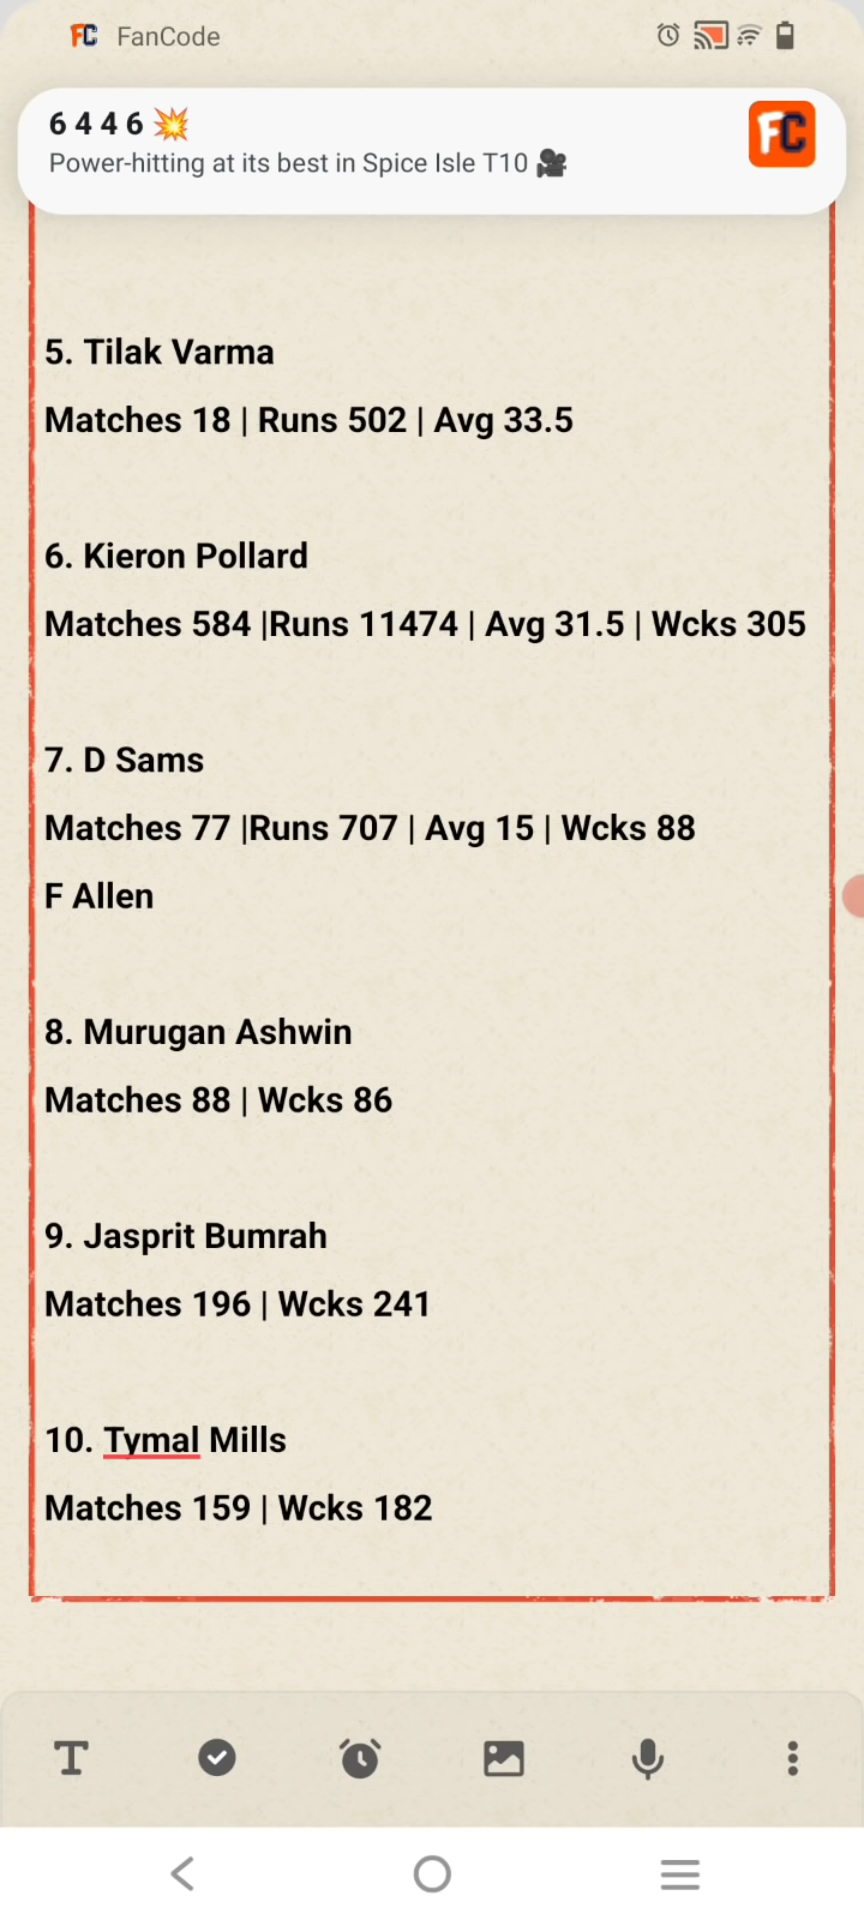 FC FanCode
6 4 4 6 💥
Power-hitting at its best in Spice Isle T10 🎥
FC
5. Tilak Varma
Matches 18 | Runs 502 | Avg 33.5
6. Kieron Pollard
Matches 584 |Runs 11474 | Avg 31.5 | Wcks 305
7. D Sams
Matches 77 |Runs 707 | Avg 15 | Wcks 88
F Allen
8. Murugan Ashwin
Matches 88 | Wcks 86
9. Jasprit Bumrah
Matches 196 | Wcks 241
10. Tymal Mills
Matches 159 | Wcks 182
T